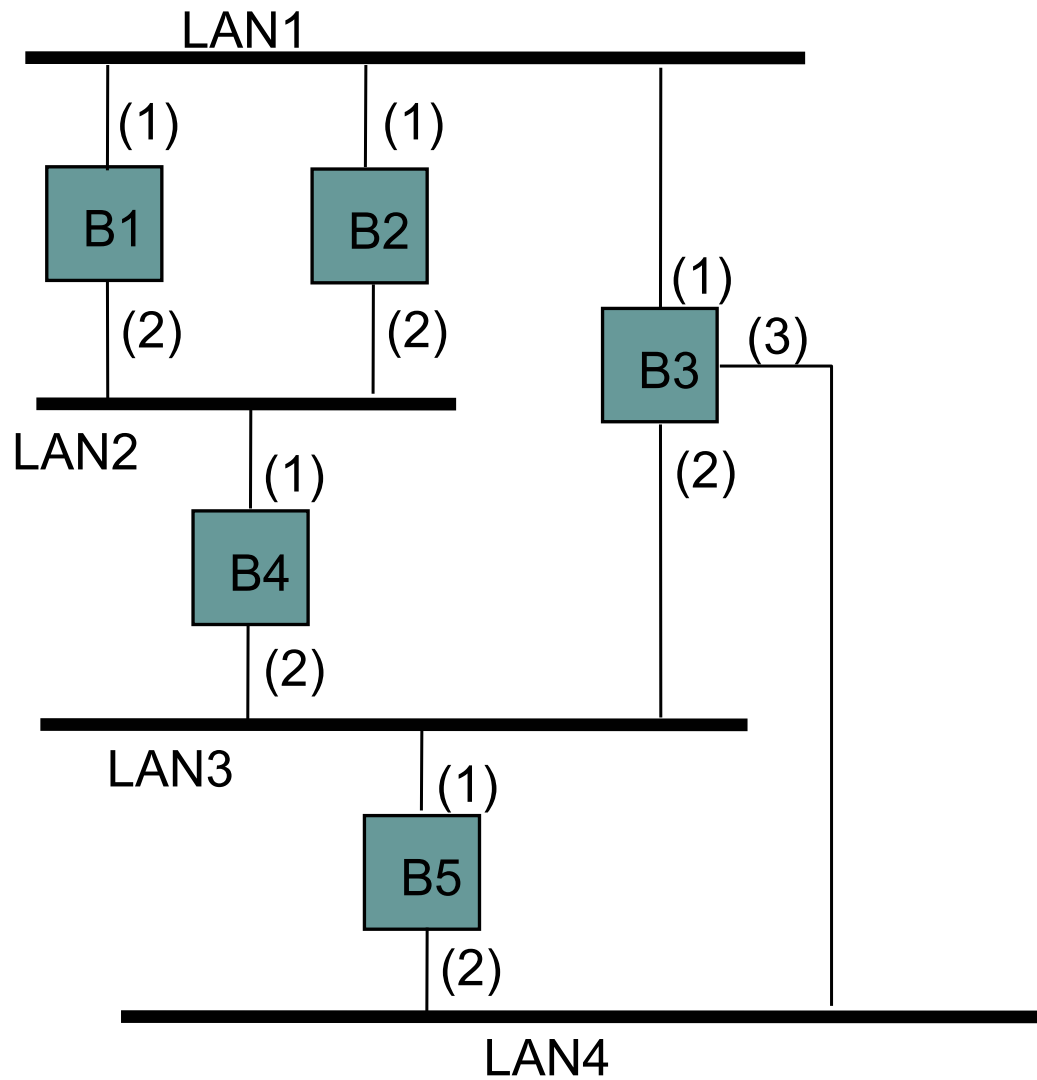 LAN1
(1)
(1)
B1
B2
(1)
(2)
(2)
(3)
B3
LAN2
(1)
(2)
B4
(2)
LAN3
(1)
B5
(2)
LAN4